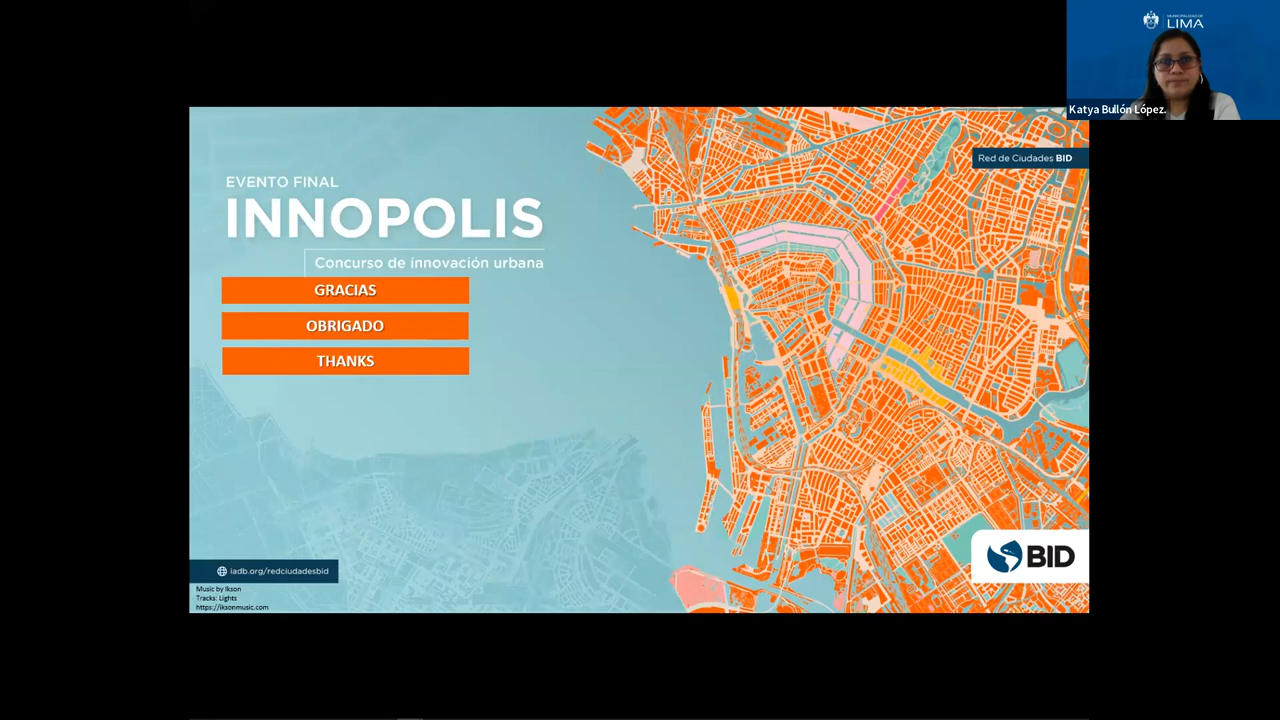 MUNICIPALIDAD DE
LIMA
Katya Bullón López.
Red de Ciudades BID
EVENTO FINAL
INNOPOLIS
Concurso de innovación urbana
GRACIAS
OBRIGADO
THANKS
BID
iadb.org/redciudadesbid
Music by Ikson
Tracks: Lights
https://iksonmusic.com